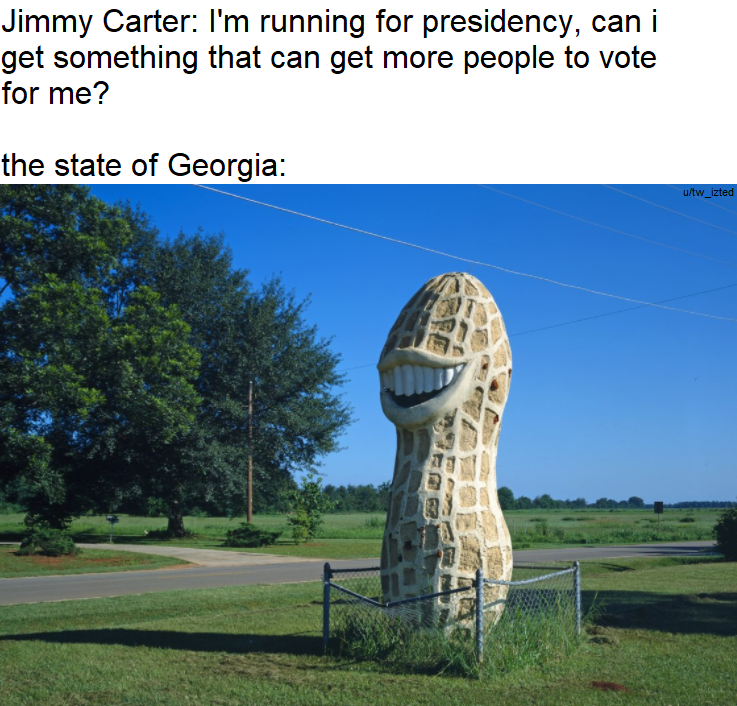 Jimmy Carter: I'm running for presidency, can i
get something that can get more people to vote
for me?
the state of Georgia:
u/tw_izted